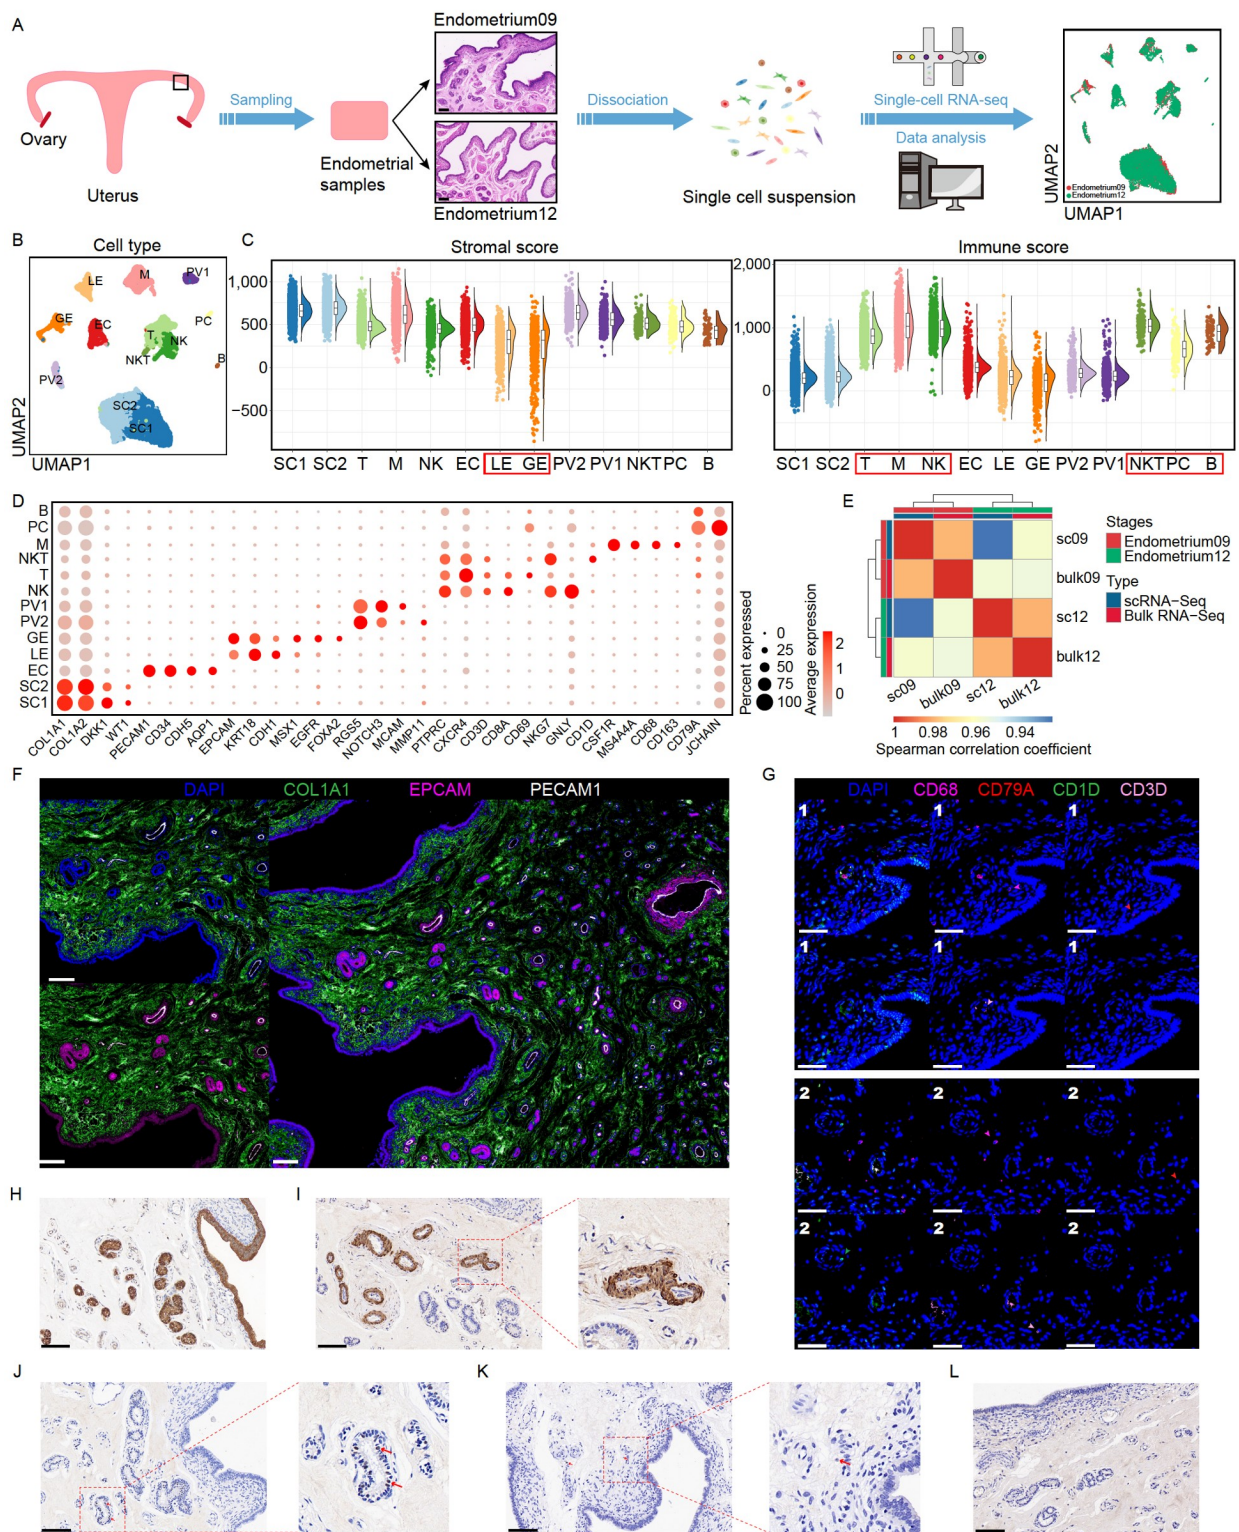 A
Endometrium09
Sampling
Dissociation
Single-cell RNA-seq
Data analysis
Ovary
Uterus
Endometrial
samples
Endometrium12
Single cell suspension
UMAP2
Endometrium09
Endometrium12
UMAP1
B
Cell type
LE
M
PV1
GE
EC
PC
T
NK
NKT
B
PV2
SC2
SC1
UMAP2
UMAP1
C
Stromal score
1,000
500
0
−500
SC1 SC2 T M NK EC LE GE PV2 PV1 NKT PC B
Immune score
2,000
1,000
0
SC1 SC2 T M NK EC LE GE PV2 PV1 NKT PC B
D
B
PC
M
NKT
T
NK
PV1
PV2
GE
LE
EC
SC2
SC1
COL1A1 COL1A2 DKK1 WT1 PECAM1 CD34 CDH5 AQP1 EPCAM KRT18 CDH1 MSX1 EGFR FOXA2 RGS5 NOTCH3 MCAM MMP11 PTPRC CXCR4 CD3D CD8A CD69 NKG7 GNLY CD1D CSF1R MS4A4A CD68 CD163 CD79A JCHAIN
Percent expressed
0
25
50
75
100
Average expression
2
1
0
E
sc09
bulk09
sc12
bulk12
sc09 bulk09 sc12 bulk12
Stages
Endometrium09
Endometrium12
Type
scRNA−Seq
Bulk RNA−Seq
1 0.98 0.96 0.94
Spearman correlation coefficient
F
DAPI COL1A1 EPCAM PECAM1
G
DAPI CD68 CD79A CD1D CD3D
1 1 1
1 1 1
2 2 2
2 2 2
H
I
J
K
L